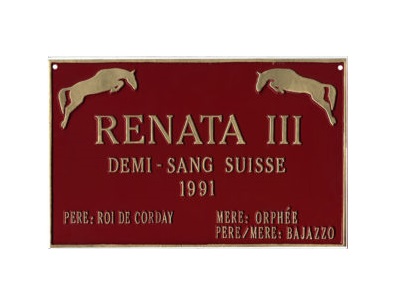 RENATA III
DEMI-SANG SUISSE
1991
PERE: ROI DE CORDAY
MERE: ORPHÉE
PERE/MERE: BAJAZZO